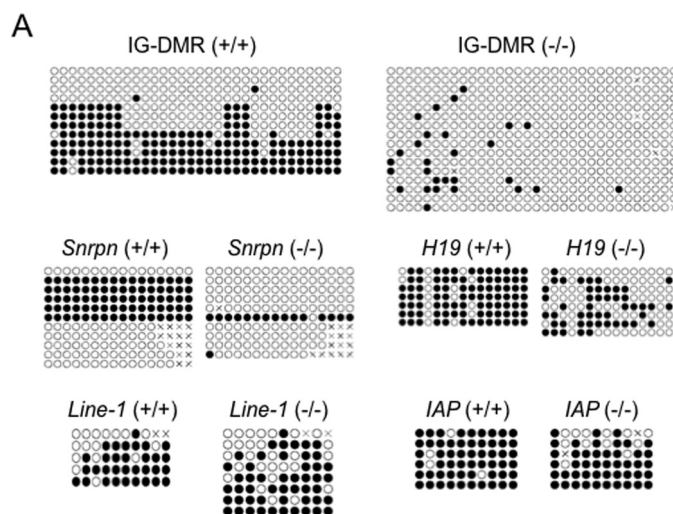 A
IG-DMR (+/+) IG-DMR (-/-)
Snrpn (+/+) Snrpn (-/-) H19 (+/+) H19 (-/-)
Line-1 (+/+) Line-1 (-/-) IAP (+/+) IAP (-/-)